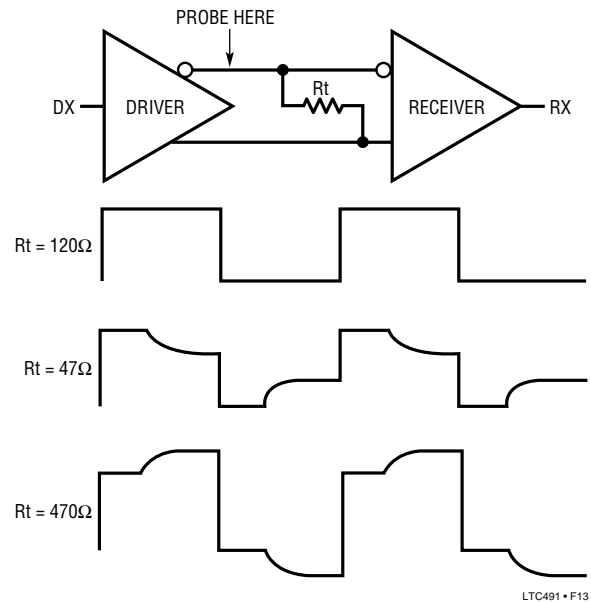 PROBE HERE
Rt
DX
DRIVER
RECEIVER
RX
Rt = 120Ω
Rt = 47Ω
Rt = 470Ω
LTC491 • F13